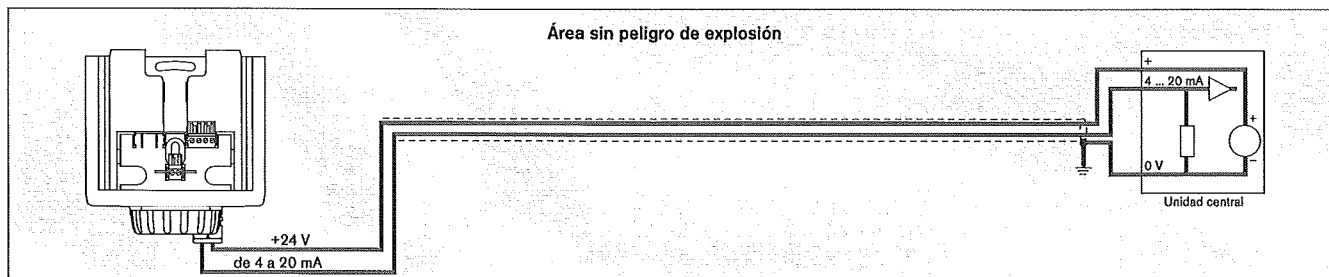 Área sin peligro de explosión
+
4 ... 20 mA
+
−
0 V
Unidad central
+24 V
de 4 a 20 mA